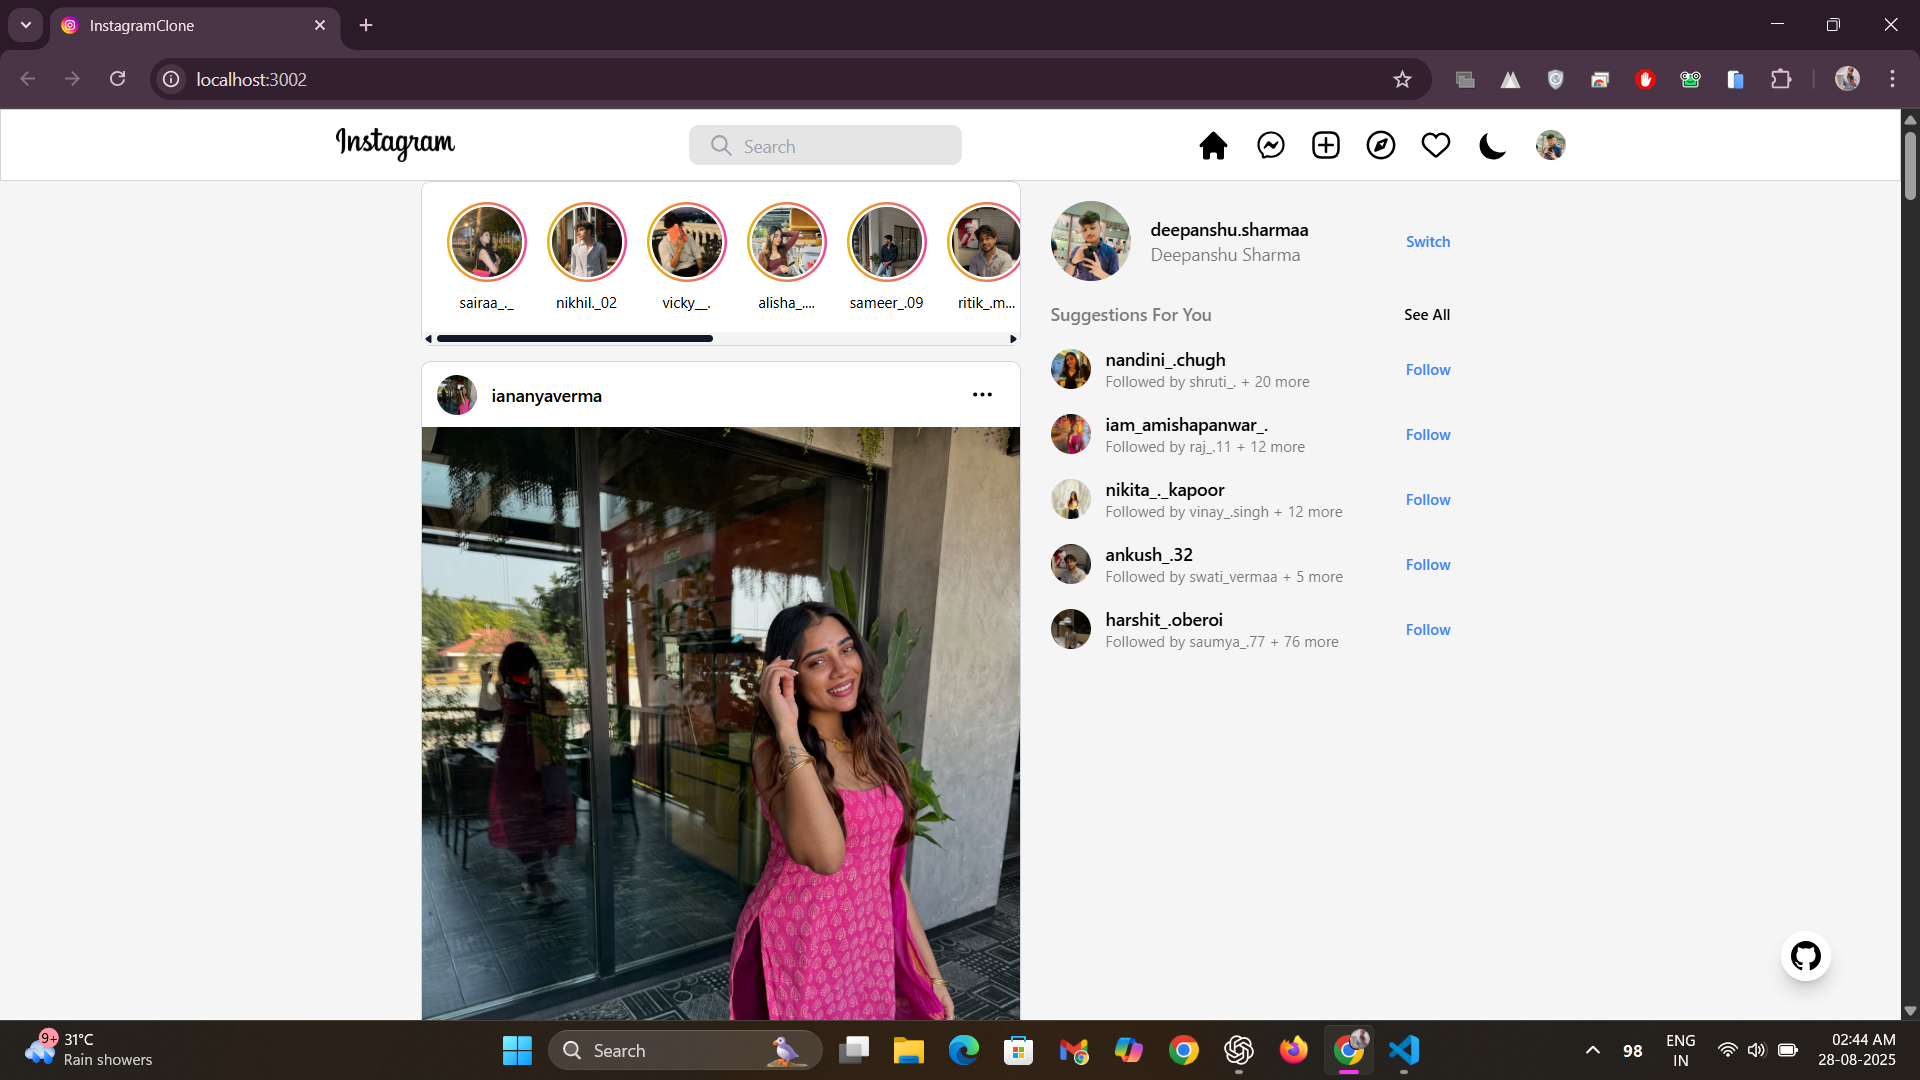 InstagramClone
localhost:3002
Instagram
Search
sairaa_._
nikhil._02
vicky__.
alisha_....
sameer_.09
ritik_.m...
deepanshu.sharmaa
Deepanshu Sharma
Switch
Suggestions For You
See All
nandini_.chugh
Followed by shruti_. + 20 more
Follow
iam_amishapanwar_.
Followed by raj_.11 + 12 more
Follow
nikita_._kapoor
Followed by vinay_.singh + 12 more
Follow
ankush_.32
Followed by swati_vermaa + 5 more
Follow
harshit_.oberoi
Followed by saumya_.77 + 76 more
Follow
iananyaverma
9+
31°C
Rain showers
Search
98
ENG
IN
02:44 AM
28-08-2025